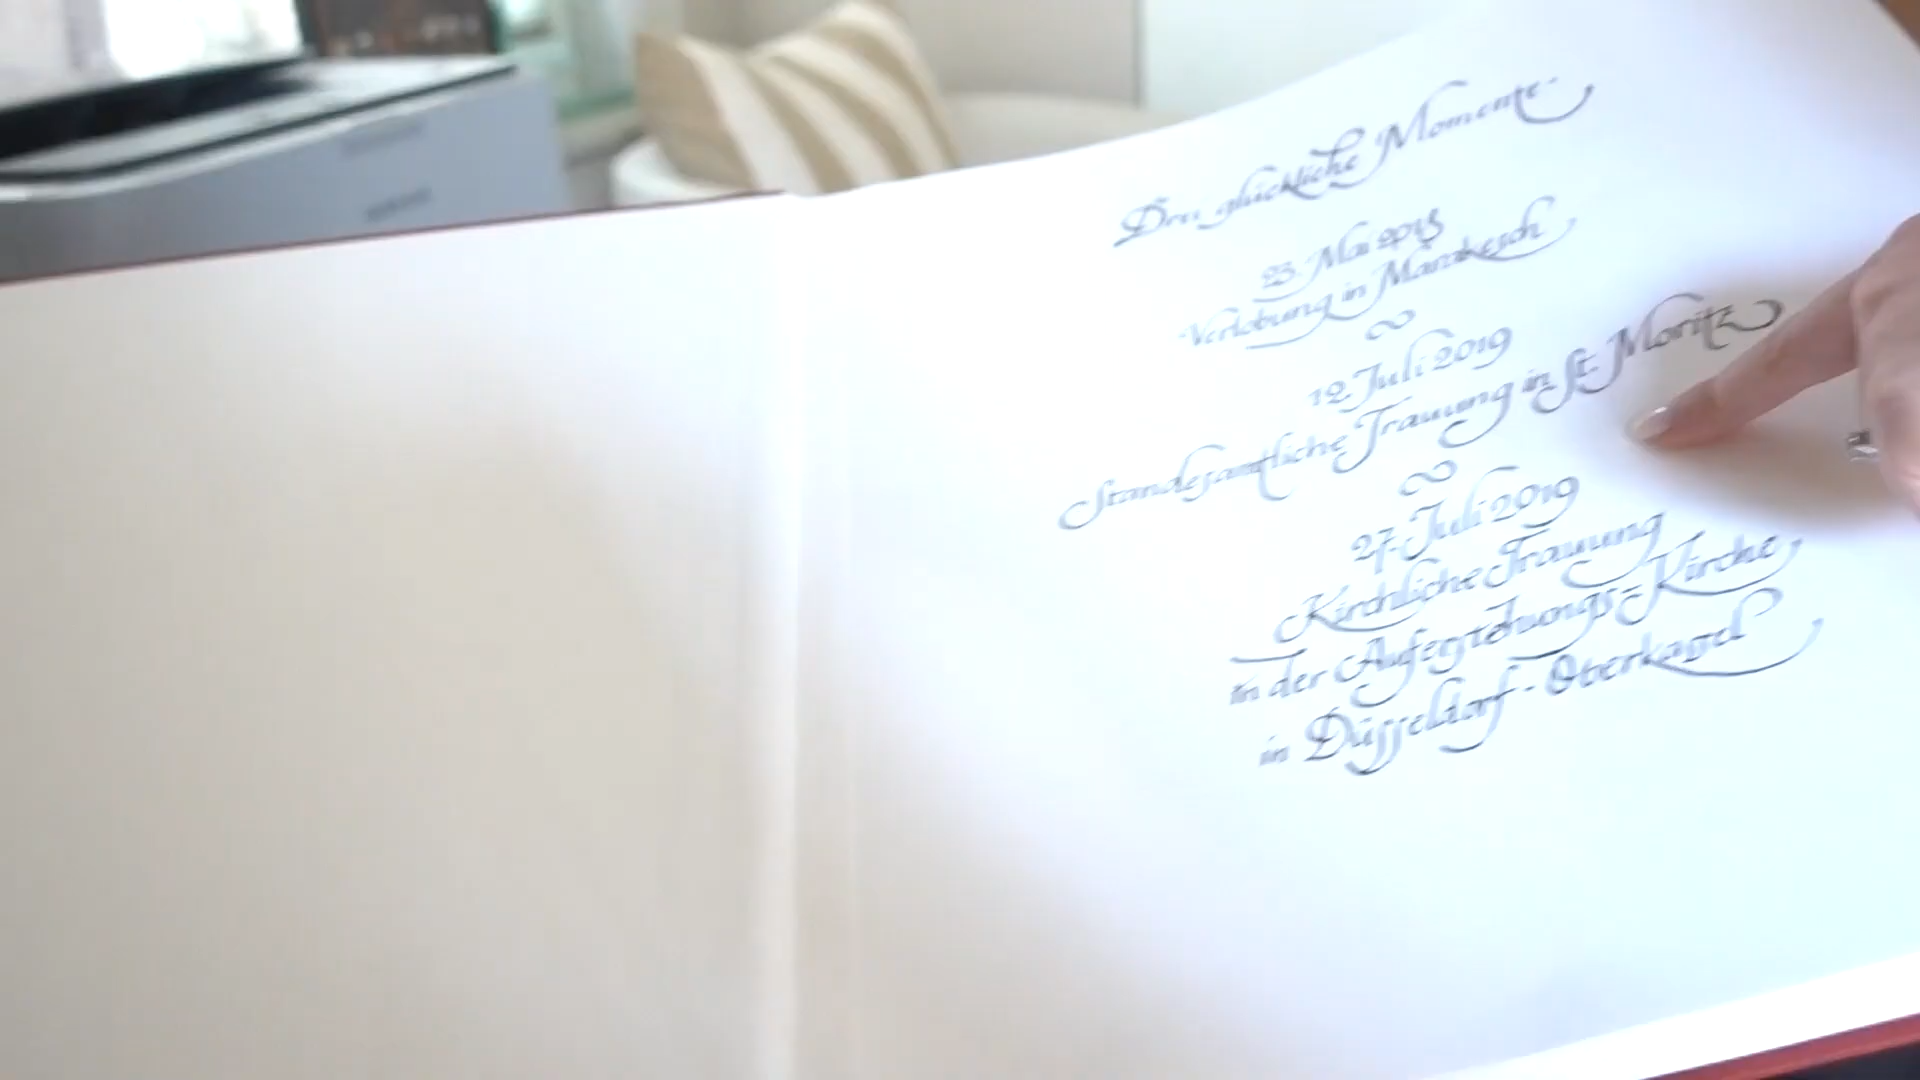 Drei glückliche Momente
23. Mai 2018
Verlobung in Marakesch
12. Juli 2019
Standesamtliche Trauung in St. Moritz
27. Juli 2019
Kirchliche Trauung
in der Auferstehungs-Kirche
in Düsseldorf-Oberkassel